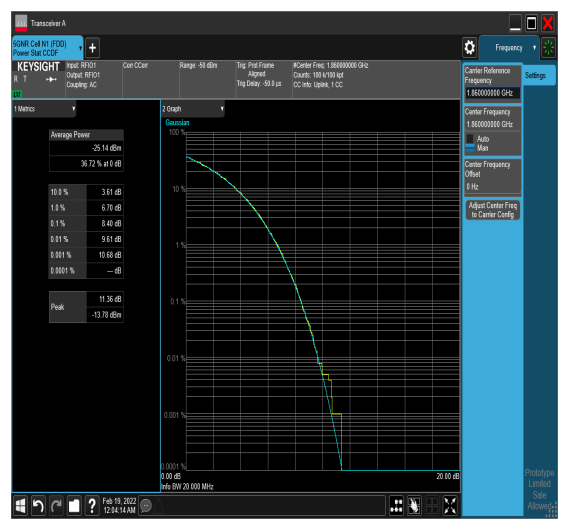 Transceiver A
5GNR Cell N1 (FDD)
Power Stat CCDF
Frequency
KEYSIGHT
R T
Input: RFIO1
Output: RFIO1
Coupling: AC
Corr CCorr
Range: -50 dBm
Trig: Prdt Frame
Aligned
Trig Delay: -50.0 µs
#Center Freq: 1.860000000 GHz
Counts: 100 k/100 kpt
CC Info: Uplink, 1 CC
Carrier Reference
Frequency
1.860000000 GHz
Settings
Center Frequency
1.860000000 GHz
Auto
Man
Center Frequency
Offset
0 Hz
Adjust Center Freq
to Carrier Config
1 Metrics
Average Power
-25.14 dBm
36.72 % at 0 dB
10.0 % 3.61 dB
1.0 % 6.70 dB
0.1 % 8.40 dB
0.01 % 9.61 dB
0.001 % 10.68 dB
0.0001 % --- dB
Peak
11.36 dB
-13.78 dBm
2 Graph
Gaussian
100 %
10 %
1 %
0.1 %
0.01 %
0.001 %
0.0001 %
0.00 dB
20.00 dB
Info BW 20.000 MHz
Prototype
Limited
Sale
Allowed
?
Feb 19, 2022
12:04:14 AM